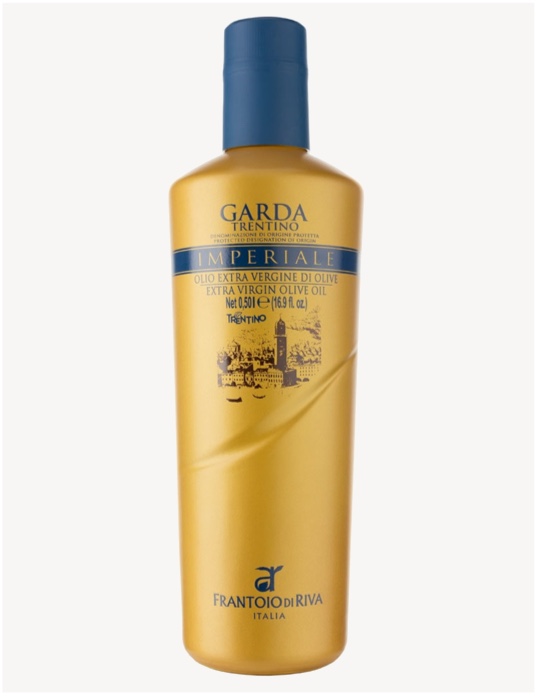 GARDA
TRENTINO
DENOMINAZIONE DI ORIGINE PROTETTA
PROTECTED DESIGNATION OF ORIGIN
IMPERIALE
OLIO EXTRA VERGINE DI OLIVE
EXTRA VIRGIN OLIVE OIL
Net 0,50 l ℮ (16.9 fl. oz.)
TRENTINO
FRANTOIO DI RIVA
ITALIA